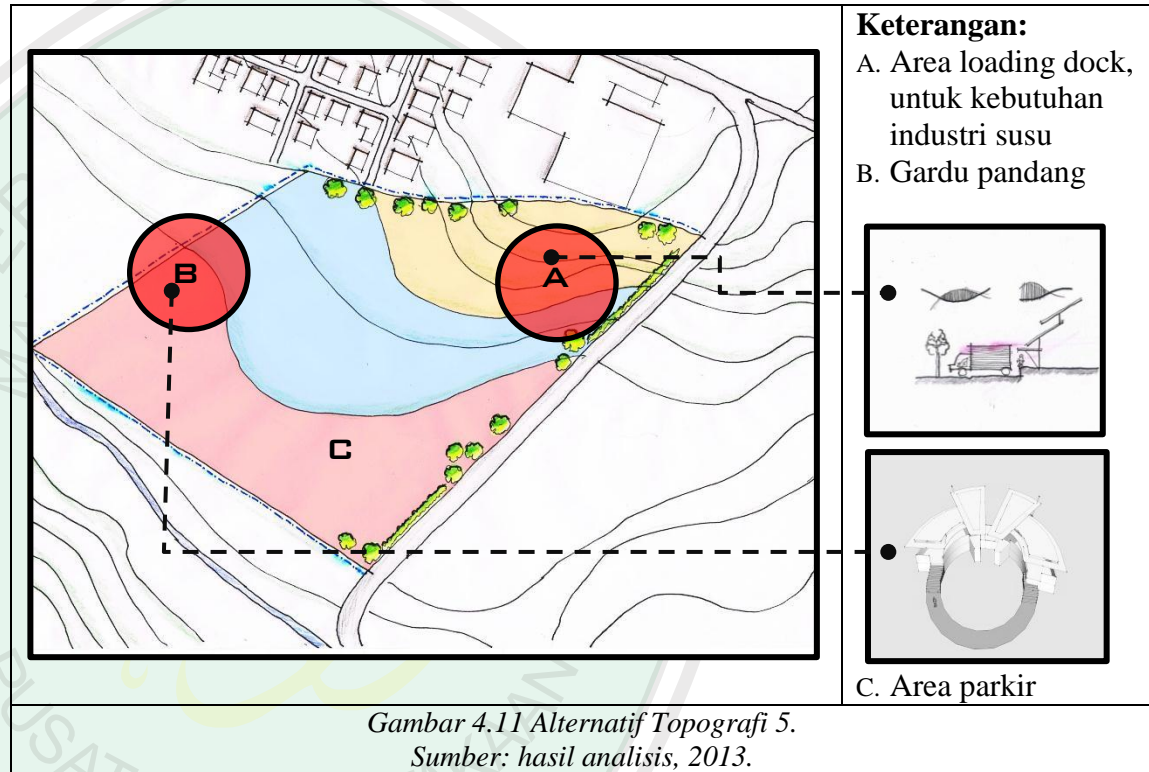 Keterangan:
A. Area loading dock,
untuk kebutuhan
industri susu
B. Gardu pandang
B
A
C
C. Area parkir
Gambar 4.11 Alternatif Topografi 5.
Sumber: hasil analisis, 2013.
PUSAT